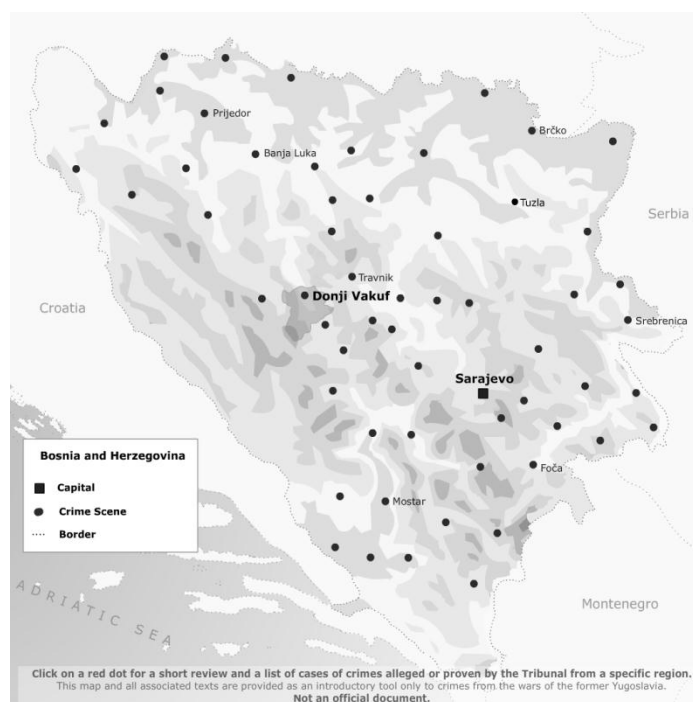 Prijedor
Brčko
Banja Luka
Tuzla
Serbia
Travnik
Donji Vakuf
Croatia
Srebrenica
Sarajevo
Bosnia and Herzegovina
Capital
Crime Scene
Border
Foča
Mostar
ADRIATIC SEA
Montenegro
Click on a red dot for a short review and a list of cases of crimes alleged or proven by the Tribunal from a specific region.
This map and all associated texts are provided as an introductory tool only to crimes from the wars of the former Yugoslavia.
Not an official document.